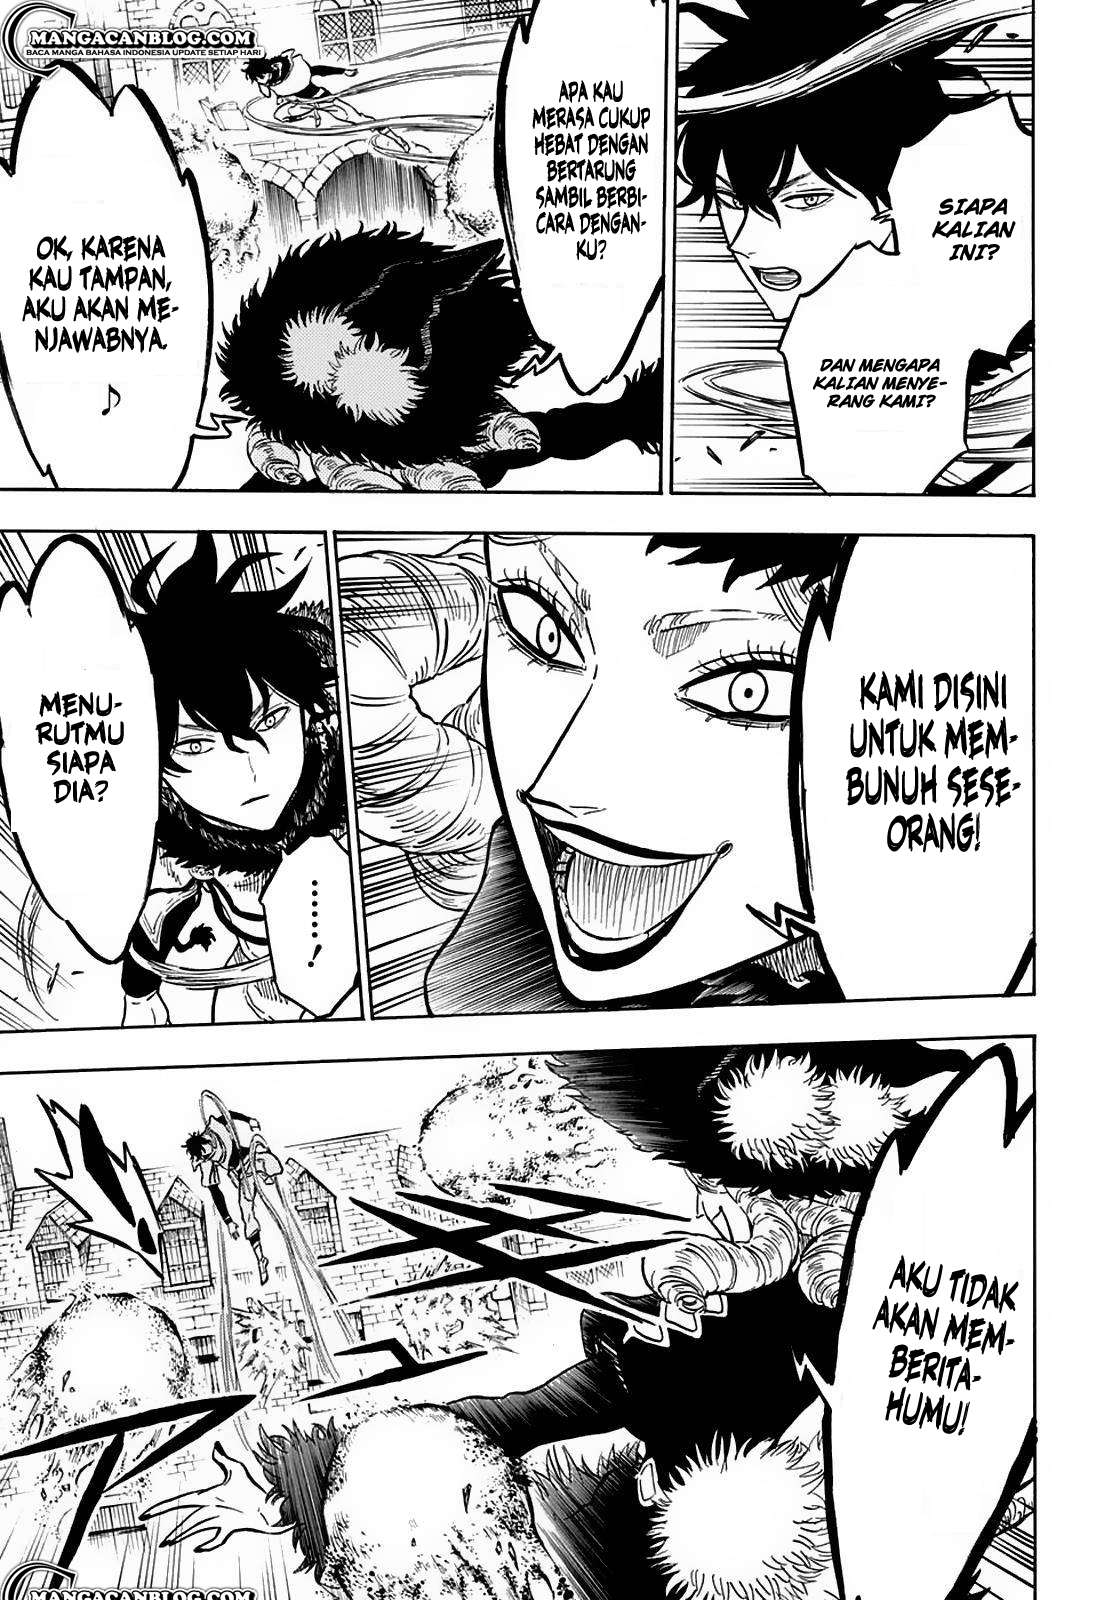 MANGACANBLOG.COM
BACA MANGA BAHASA INDONESIA UPDATE SETIAP HARI
SIAPA
KALIAN
INI?
DAN MENGAPA
KALIAN MENYE-
RANG KAMI?
APA KAU
MERASA CUKUP
HEBAT DENGAN
BERTARUNG
SAMBIL BERBI-
CARA DENGAN-
KU?
OK, KARENA
KAU TAMPAN,
AKU AKAN ME-
NJAWABNYA.
♪
KAMI DISINI
UNTUK MEM-
BUNUH SESE-
ORANG!
......!
MENU-
RUTMU
SIAPA
DIA?
AKU TIDAK
AKAN MEM-
BERITA-
HUMU!
MANGACANBLOG.COM